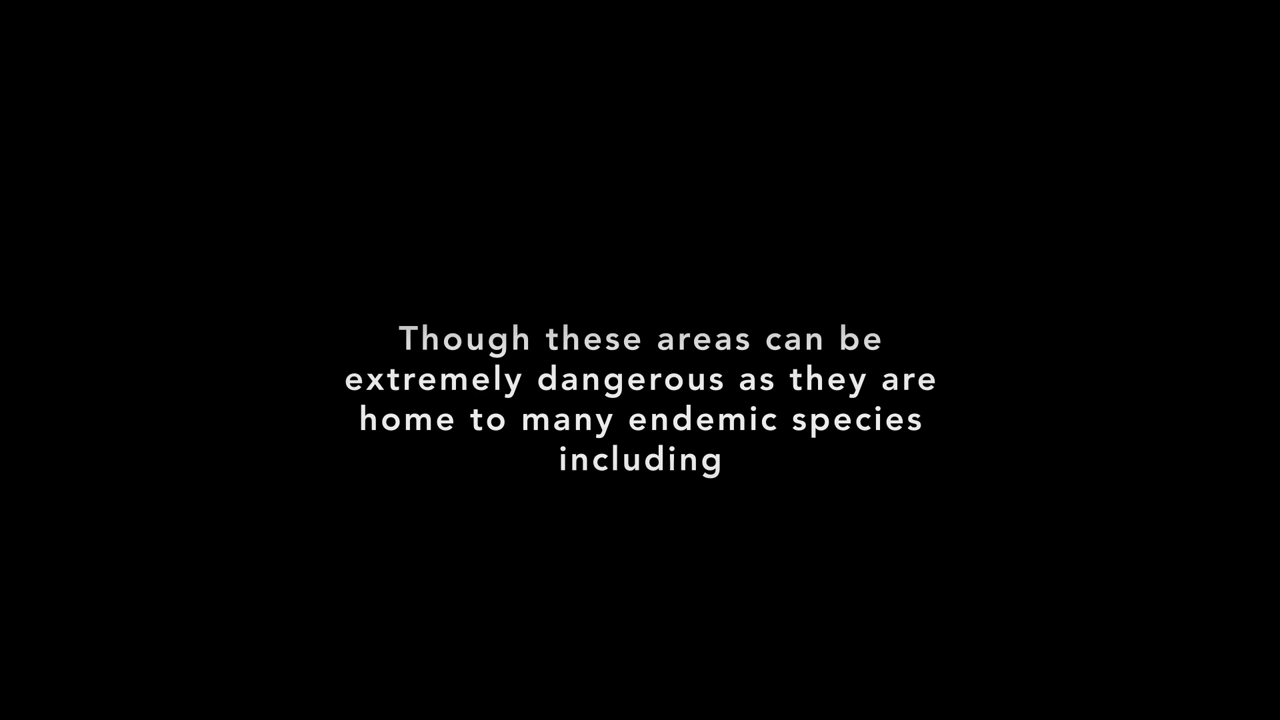 Though these areas can be
extremely dangerous as they are
home to many endemic species
including